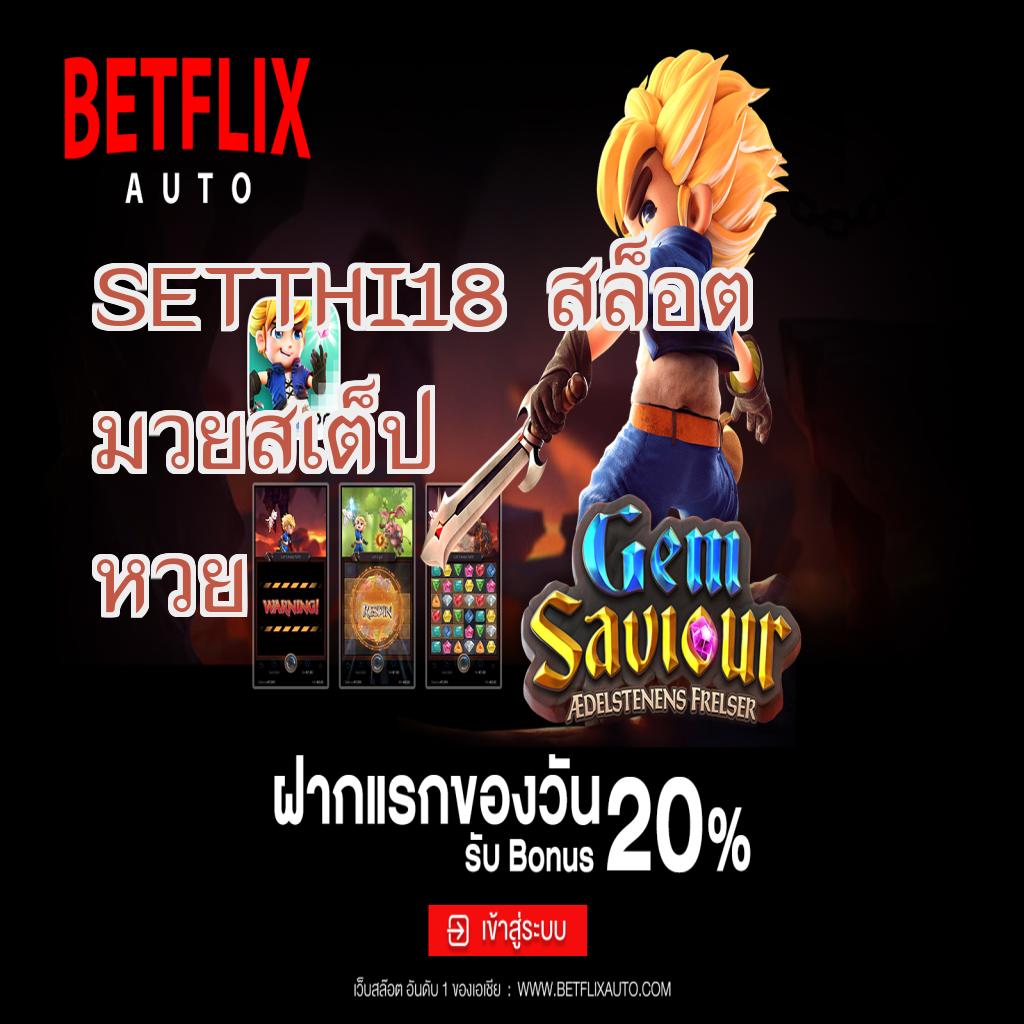 BETFLIX
AUTO
SETTHI18 สล็อต
มวยสเต็ป
หวย
WARNING!
Gem
Saviour
ÆDELSTENENS FRELSER
ฝากแรกของวัน
รับ Bonus 20%
เข้าสู่ระบบ
เว็บสล๊อต อันดับ 1 ของเอเชีย : WWW.BETFLIXAUTO.COM